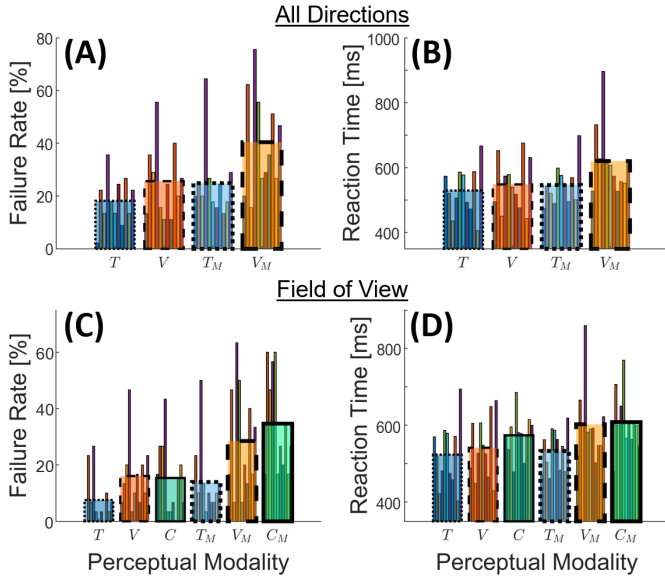 All Directions
(A)
Failure Rate [%]
80
60
40
20
0
T V T_M V_M
(B)
Reaction Time [ms]
1000
800
600
400
T V T_M V_M
Field of View
(C)
Failure Rate [%]
60
40
20
0
T V C T_M V_M C_M
Perceptual Modality
(D)
Reaction Time [ms]
800
600
400
T V C T_M V_M C_M
Perceptual Modality